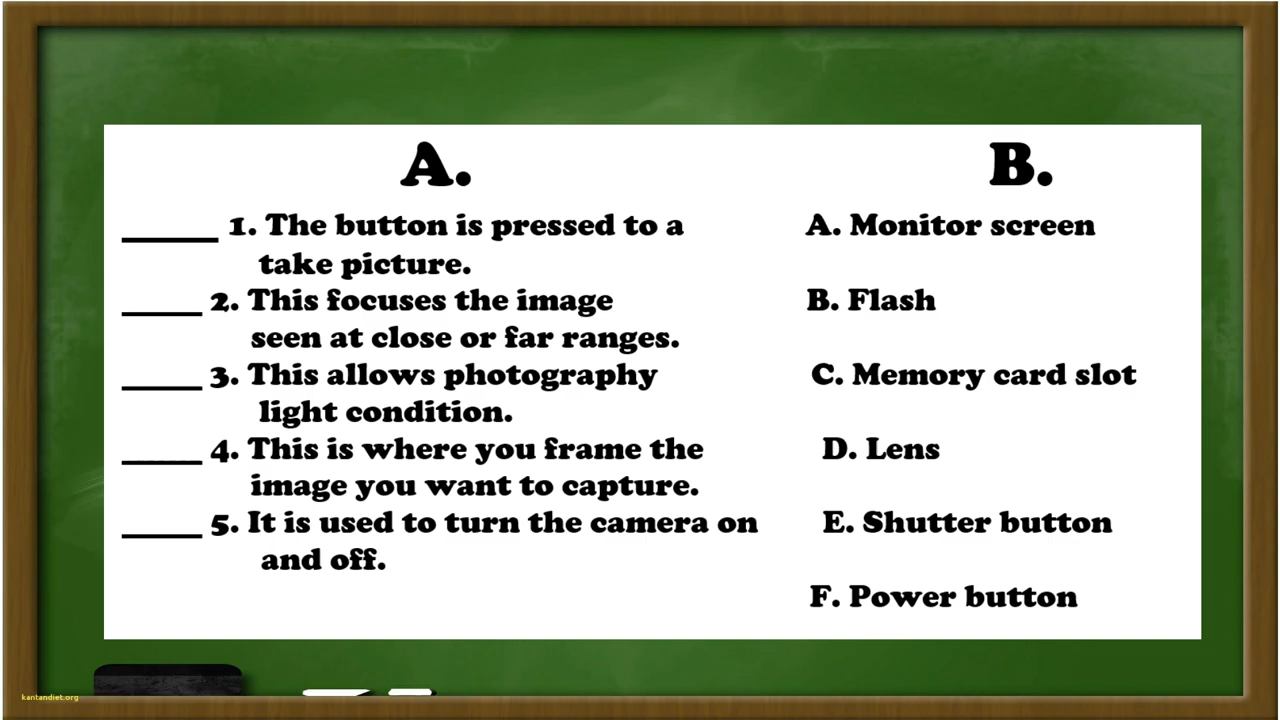 A. B.
_____ 1. The button is pressed to a A. Monitor screen
take picture.
_____ 2. This focuses the image B. Flash
seen at close or far ranges.
_____ 3. This allows photography C. Memory card slot
light condition.
_____ 4. This is where you frame the D. Lens
image you want to capture.
_____ 5. It is used to turn the camera on E. Shutter button
and off.
F. Power button
kantandiet.org